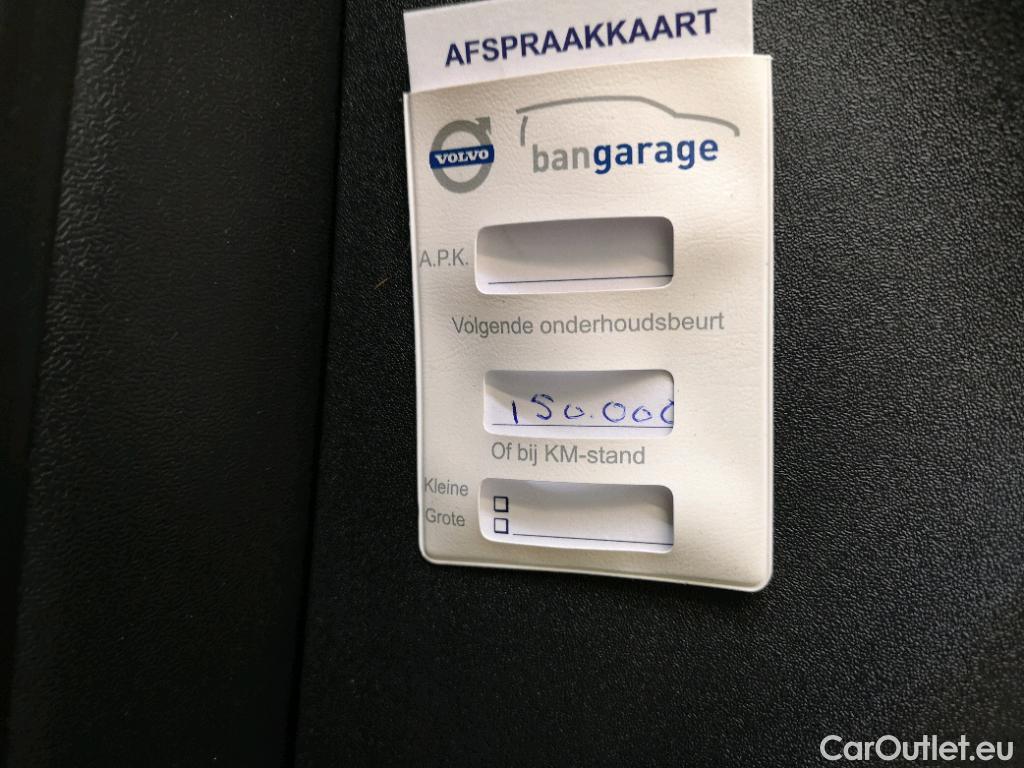 AFSPRAAKKAART
VOLVO
bangarage
A.P.K.
Volgende onderhoudsbeurt
150.000
Of bij KM-stand
Kleine
Grote
CarOutlet.eu